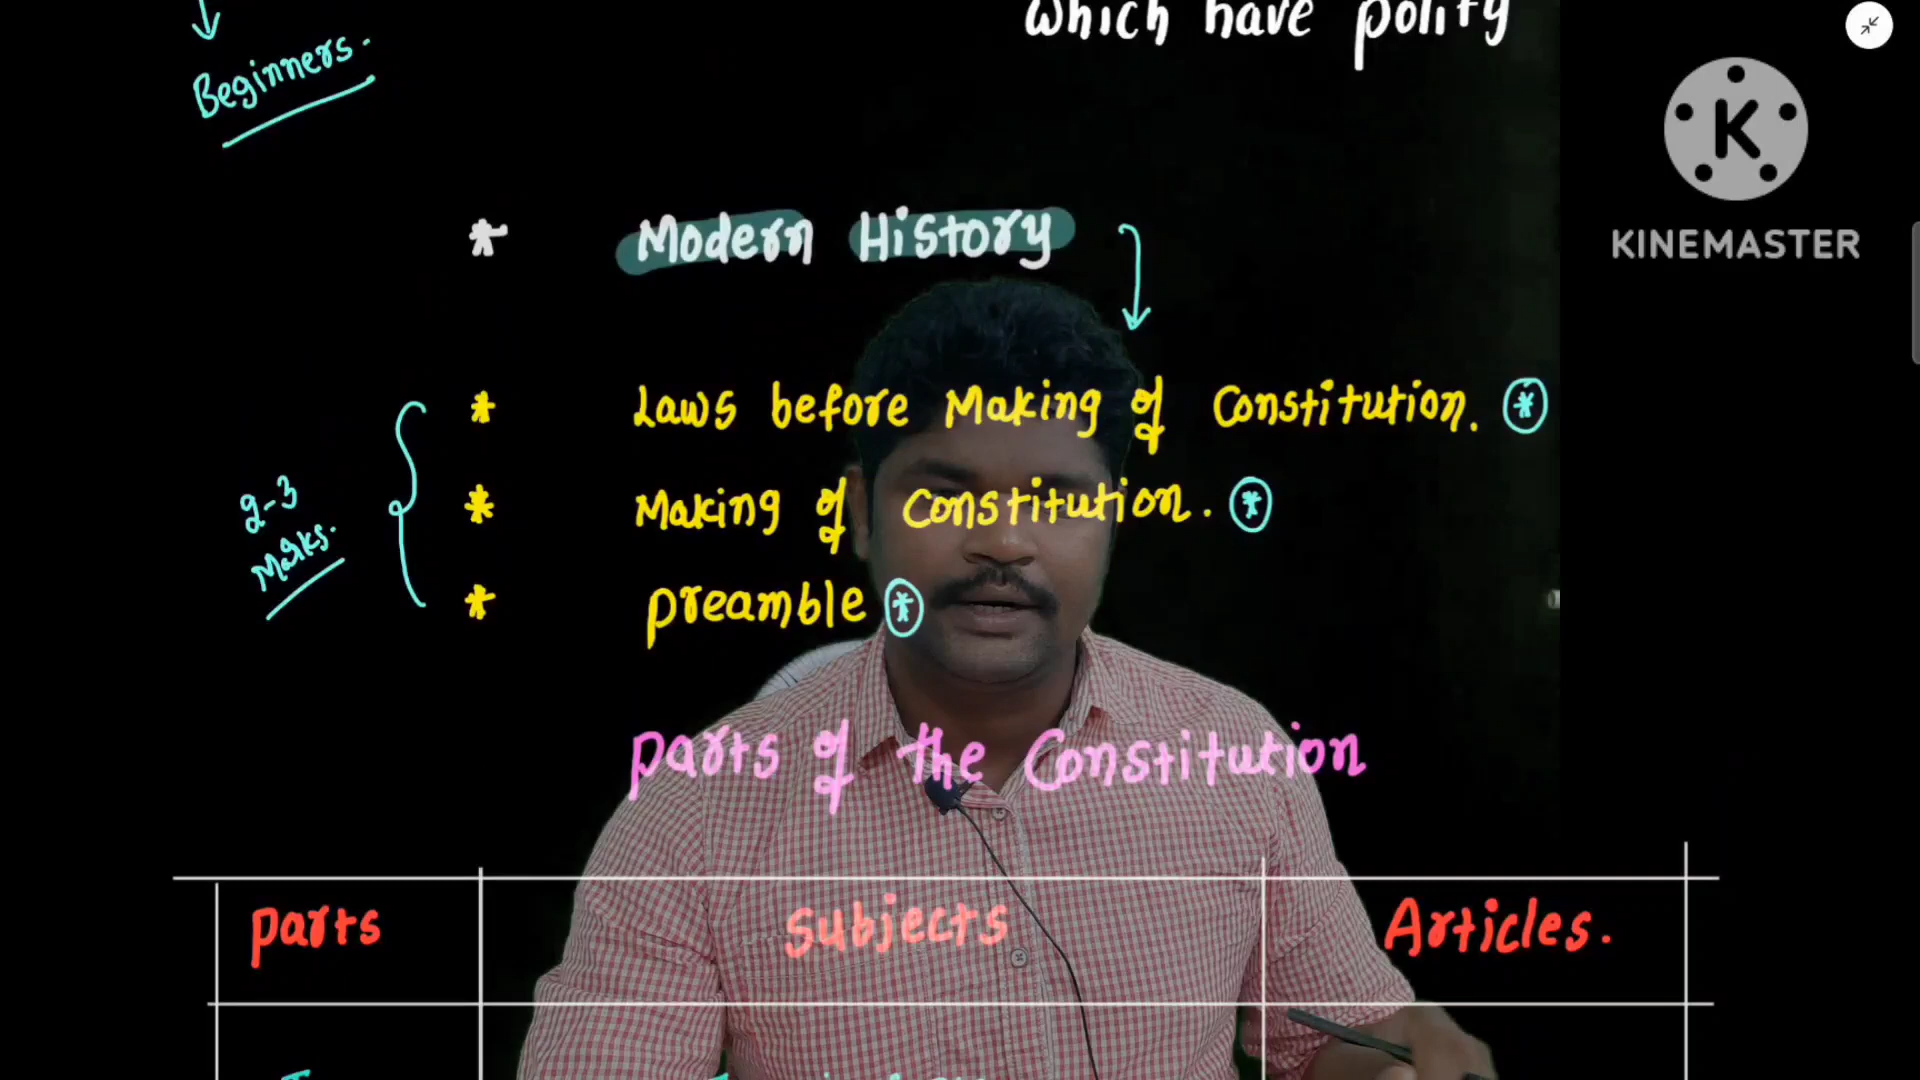 which have polity
Beginners.
K
KINEMASTER
* Modern History
* Laws before Making of Constitution. *
* Making of Constitution. *
2-3
Marks.
* preamble *
parts of the Constitution
parts subjects Articles.